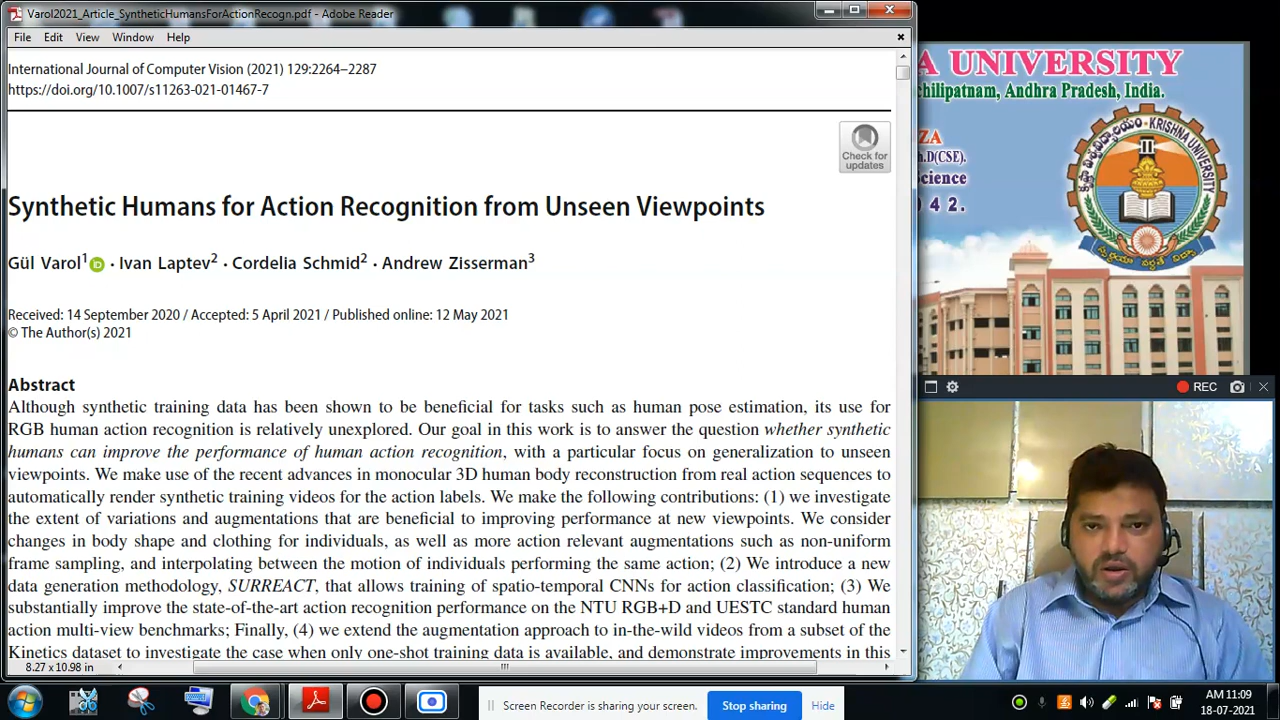 Varol2021_Article_SyntheticHumansForActionRecogn.pdf - Adobe Reader
File Edit View Window Help
International Journal of Computer Vision (2021) 129:2264–2287
https://doi.org/10.1007/s11263-021-01467-7
Check for
updates
Synthetic Humans for Action Recognition from Unseen Viewpoints
Gül Varol1 iD · Ivan Laptev2 · Cordelia Schmid2 · Andrew Zisserman3
Received: 14 September 2020 / Accepted: 5 April 2021 / Published online: 12 May 2021
© The Author(s) 2021
Abstract
Although synthetic training data has been shown to be beneficial for tasks such as human pose estimation, its use for
RGB human action recognition is relatively unexplored. Our goal in this work is to answer the question whether synthetic
humans can improve the performance of human action recognition, with a particular focus on generalization to unseen
viewpoints. We make use of the recent advances in monocular 3D human body reconstruction from real action sequences to
automatically render synthetic training videos for the action labels. We make the following contributions: (1) we investigate
the extent of variations and augmentations that are beneficial to improving performance at new viewpoints. We consider
changes in body shape and clothing for individuals, as well as more action relevant augmentations such as non-uniform
frame sampling, and interpolating between the motion of individuals performing the same action; (2) We introduce a new
data generation methodology, SURREACT, that allows training of spatio-temporal CNNs for action classification; (3) We
substantially improve the state-of-the-art action recognition performance on the NTU RGB+D and UESTC standard human
action multi-view benchmarks; Finally, (4) we extend the augmentation approach to in-the-wild videos from a subset of the
Kinetics dataset to investigate the case when only one-shot training data is available, and demonstrate improvements in this
8.27 x 10.98 in
A UNIVERSITY
chilipatnam, Andhra Pradesh, India.
ZA
h.D(CSE).
Science
0 4 2.
KRISHNA UNIVERSITY
REC
Screen Recorder is sharing your screen.
Stop sharing
Hide
AM 11:09
18-07-2021